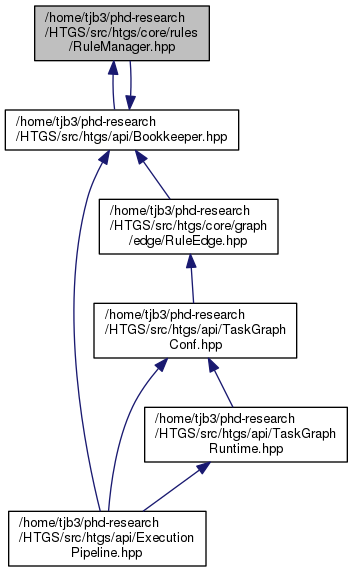 /home/tjb3/phd-research
/HTGS/src/htgs/core/rules
/RuleManager.hpp
/home/tjb3/phd-research
/HTGS/src/htgs/api/Bookkeeper.hpp
/home/tjb3/phd-research
/HTGS/src/htgs/core/graph
/edge/RuleEdge.hpp
/home/tjb3/phd-research
/HTGS/src/htgs/api/TaskGraph
Conf.hpp
/home/tjb3/phd-research
/HTGS/src/htgs/api/TaskGraph
Runtime.hpp
/home/tjb3/phd-research
/HTGS/src/htgs/api/Execution
Pipeline.hpp